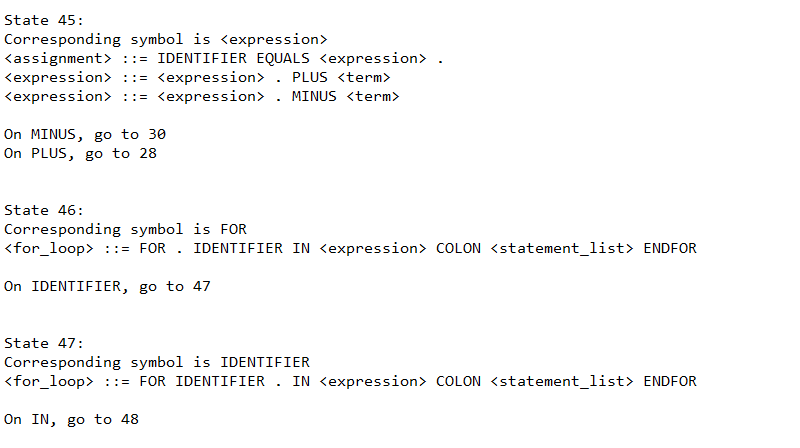 State 45:
Corresponding symbol is <expression>
<assignment> ::= IDENTIFIER EQUALS <expression> .
<expression> ::= <expression> . PLUS <term>
<expression> ::= <expression> . MINUS <term>
On MINUS, go to 30
On PLUS, go to 28
State 46:
Corresponding symbol is FOR
<for_loop> ::= FOR . IDENTIFIER IN <expression> COLON <statement_list> ENDFOR
On IDENTIFIER, go to 47
State 47:
Corresponding symbol is IDENTIFIER
<for_loop> ::= FOR IDENTIFIER . IN <expression> COLON <statement_list> ENDFOR
On IN, go to 48